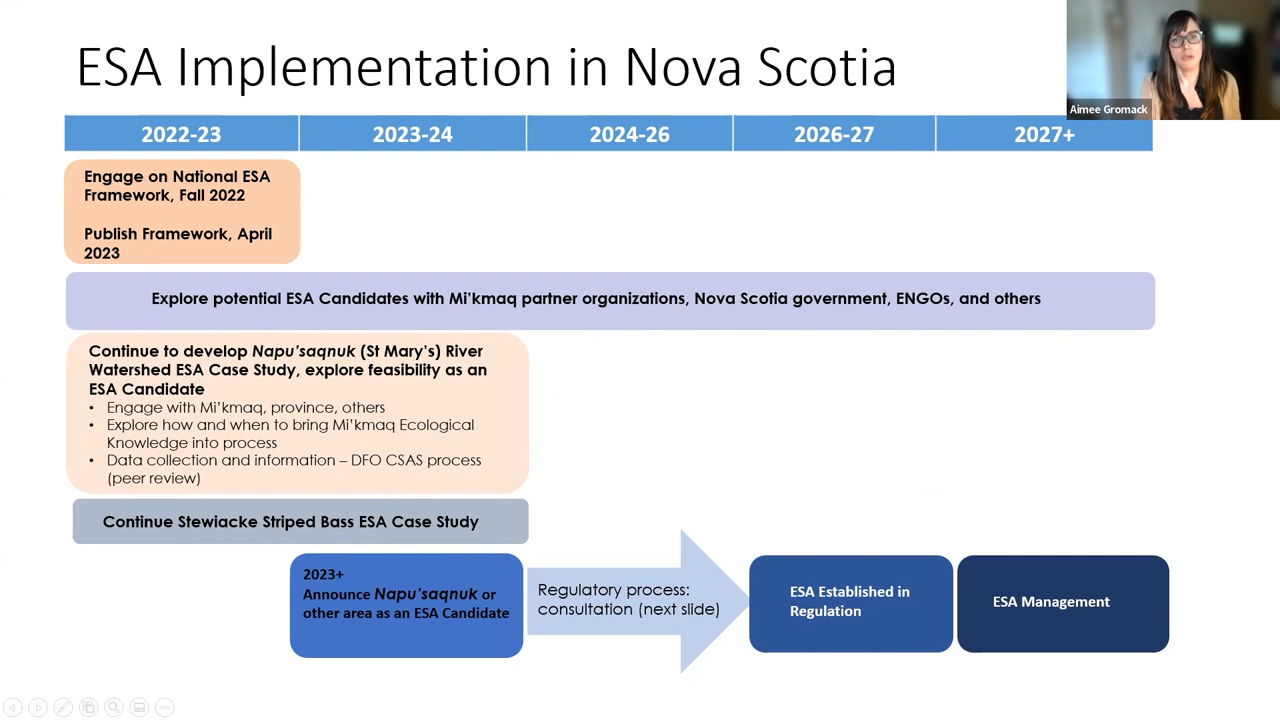 ESA Implementation in Nova Scotia
Aimee Gromack
2022-23
2023-24
2024-26
2026-27
2027+
Engage on National ESA
Framework, Fall 2022
Publish Framework, April
2023
Explore potential ESA Candidates with Mi’kmaq partner organizations, Nova Scotia government, ENGOs, and others
Continue to develop Napu’saqnuk (St Mary’s) River
Watershed ESA Case Study, explore feasibility as an
ESA Candidate
• Engage with Mi’kmaq, province, others
• Explore how and when to bring Mi’kmaq Ecological
Knowledge into process
• Data collection and information – DFO CSAS process
(peer review)
Continue Stewiacke Striped Bass ESA Case Study
2023+
Announce Napu’saqnuk or
other area as an ESA Candidate
Regulatory process:
consultation (next slide)
ESA Established in
Regulation
ESA Management